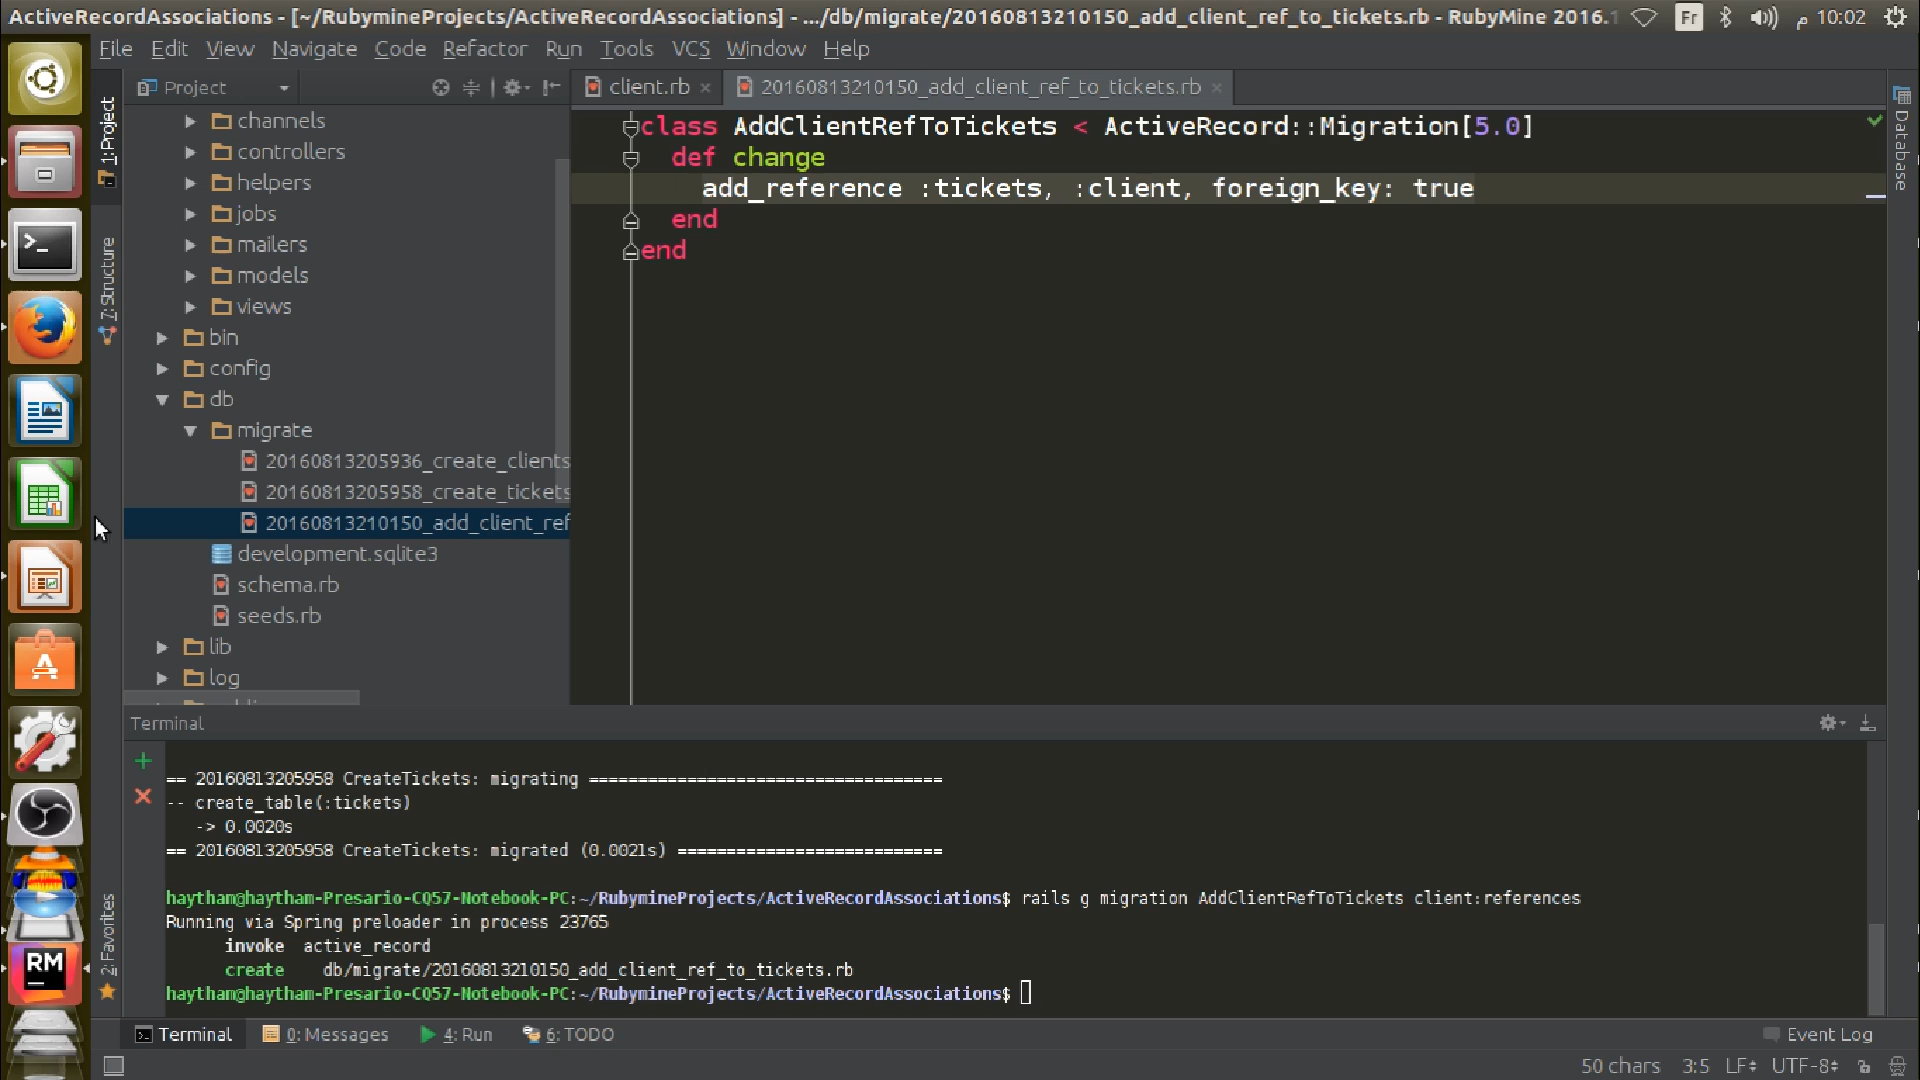 ActiveRecordAssociations - [~/RubymineProjects/ActiveRecordAssociations] - .../db/migrate/20160813210150_add_client_ref_to_tickets.rb - RubyMine 2016.1
Fr
م 10:02
File Edit View Navigate Code Refactor Run Tools VCS Window Help
Project
client.rb
20160813210150_add_client_ref_to_tickets.rb
1: Project
7: Structure
2: Favorites
Database
channels
controllers
helpers
jobs
mailers
models
views
bin
config
db
migrate
20160813205936_create_clients
20160813205958_create_tickets
20160813210150_add_client_ref
development.sqlite3
schema.rb
seeds.rb
lib
log
class AddClientRefToTickets < ActiveRecord::Migration[5.0]
def change
add_reference :tickets, :client, foreign_key: true
end
end
Terminal
== 20160813205958 CreateTickets: migrating ====================================
-- create_table(:tickets)
-> 0.0020s
== 20160813205958 CreateTickets: migrated (0.0021s) ===========================
haytham@haytham-Presario-CQ57-Notebook-PC:~/RubymineProjects/ActiveRecordAssociations$ rails g migration AddClientRefToTickets client:references
Running via Spring preloader in process 23765
invoke active_record
create db/migrate/20160813210150_add_client_ref_to_tickets.rb
haytham@haytham-Presario-CQ57-Notebook-PC:~/RubymineProjects/ActiveRecordAssociations$
RM
Terminal 0: Messages 4: Run 6: TODO Event Log
50 chars 3:5 LF UTF-8